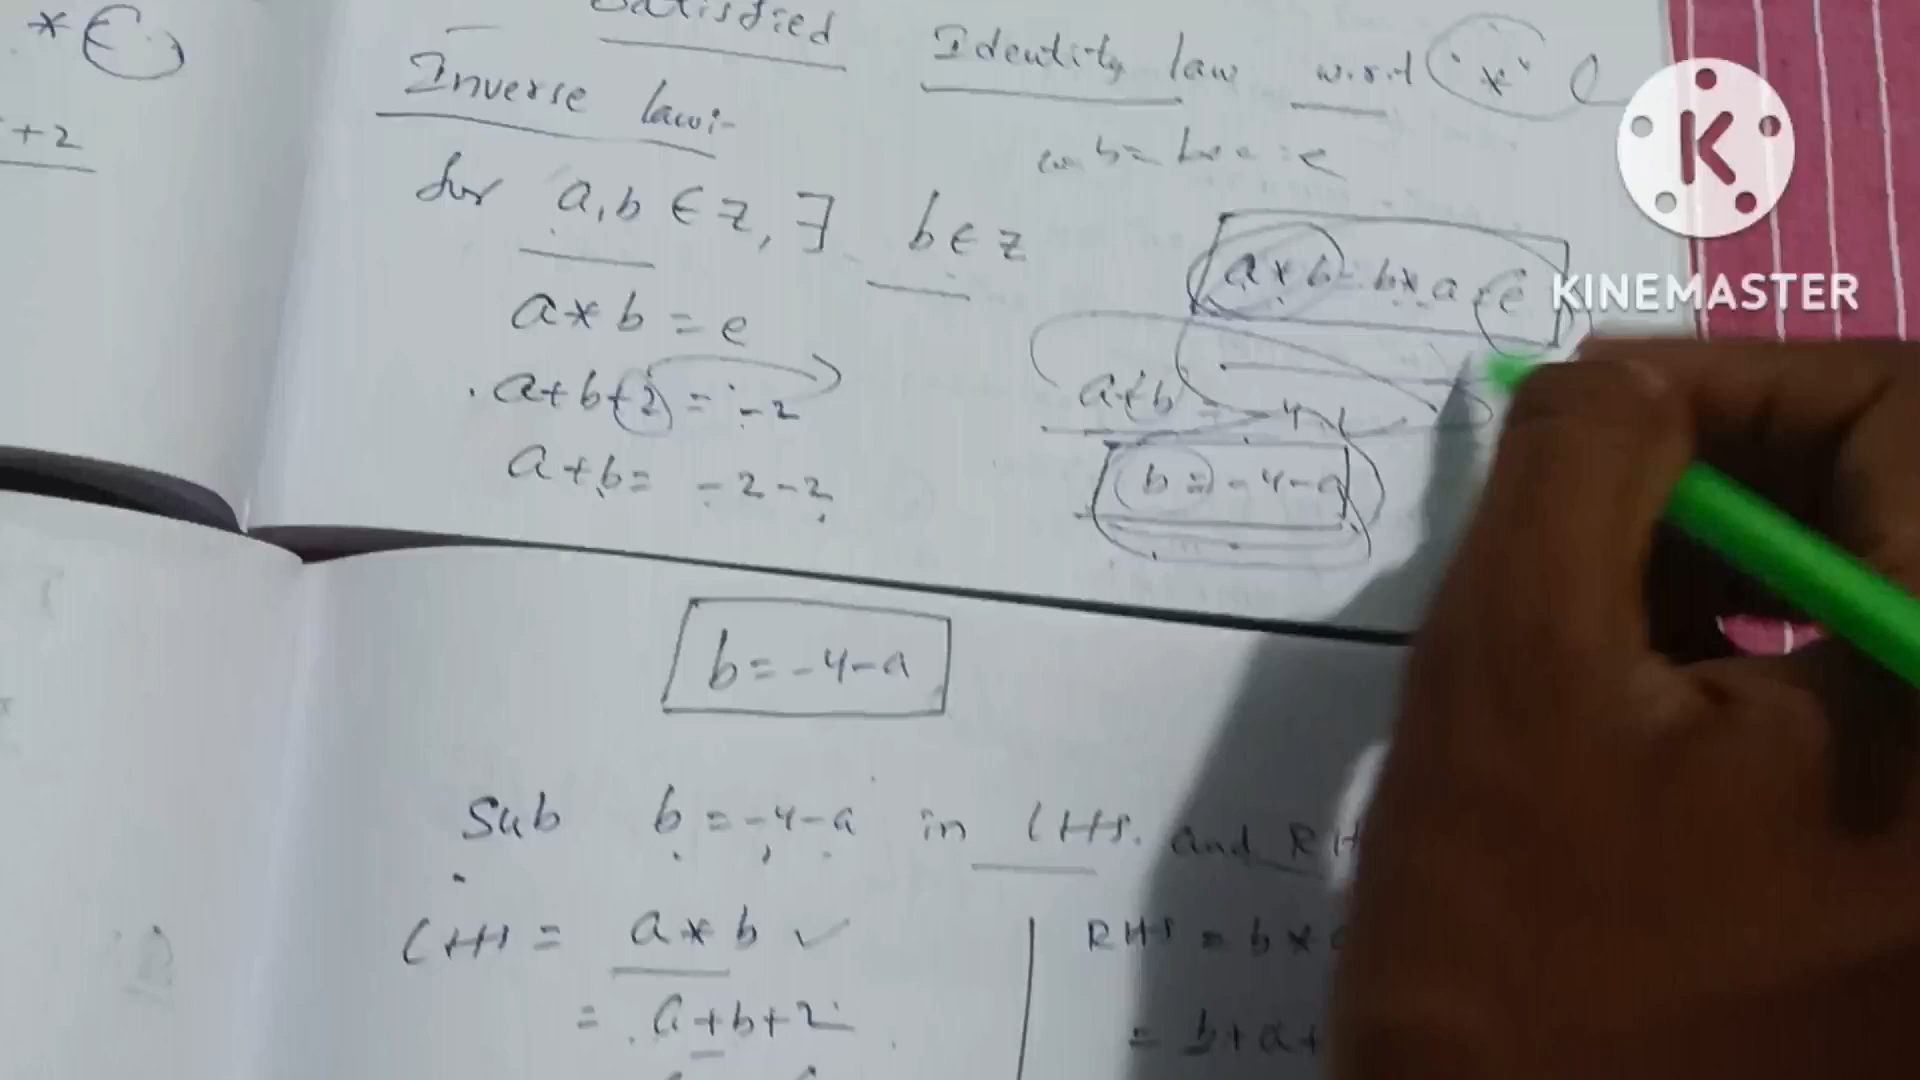 * e
+2
Satisfied Identity law w.r.t "*"
Inverse law:-
for a,b ∈ z, ∃ b ∈ z
a*b = e
a*b = b*a = e
KINEMASTER
a+b+2 = -2
a+b = -4
a+b = -2-2
b = -4-a
b = -4-a
Sub b = -4-a in LHS. and RH
LHS = a*b ✓
= a+b+2
RHS = b*
= b+a+